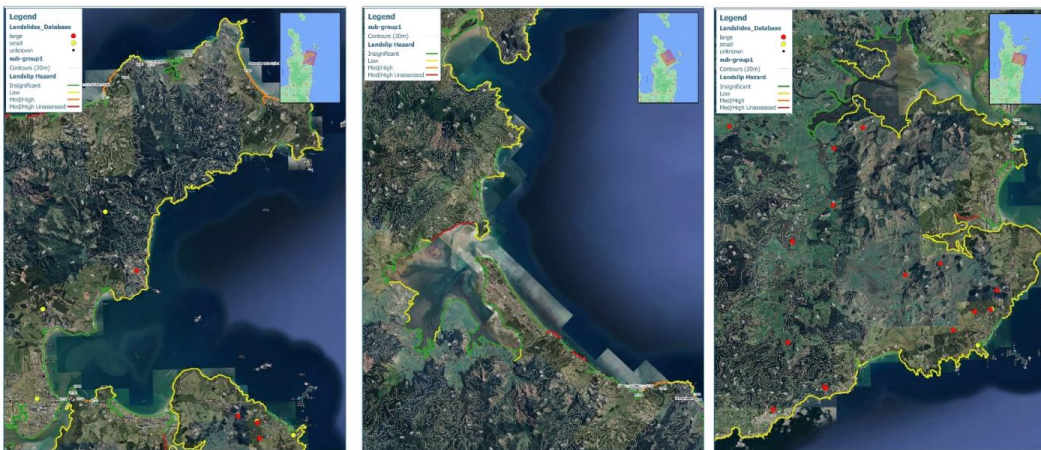 Legend
Landslides_Database
large
small
unknown
sub-group1
Contours (20m)
Landslip Hazard
Insignificant
Low
Med/High
Med/High Unassessed
Legend
sub-group1
Contours (20m)
Landslip Hazard
Insignificant
Low
Med/High
Med/High Unassessed
Legend
Landslides_Database
large
small
unknown
sub-group1
Contours (20m)
Landslip Hazard
Insignificant
Low
Med/High
Med/High Unassessed